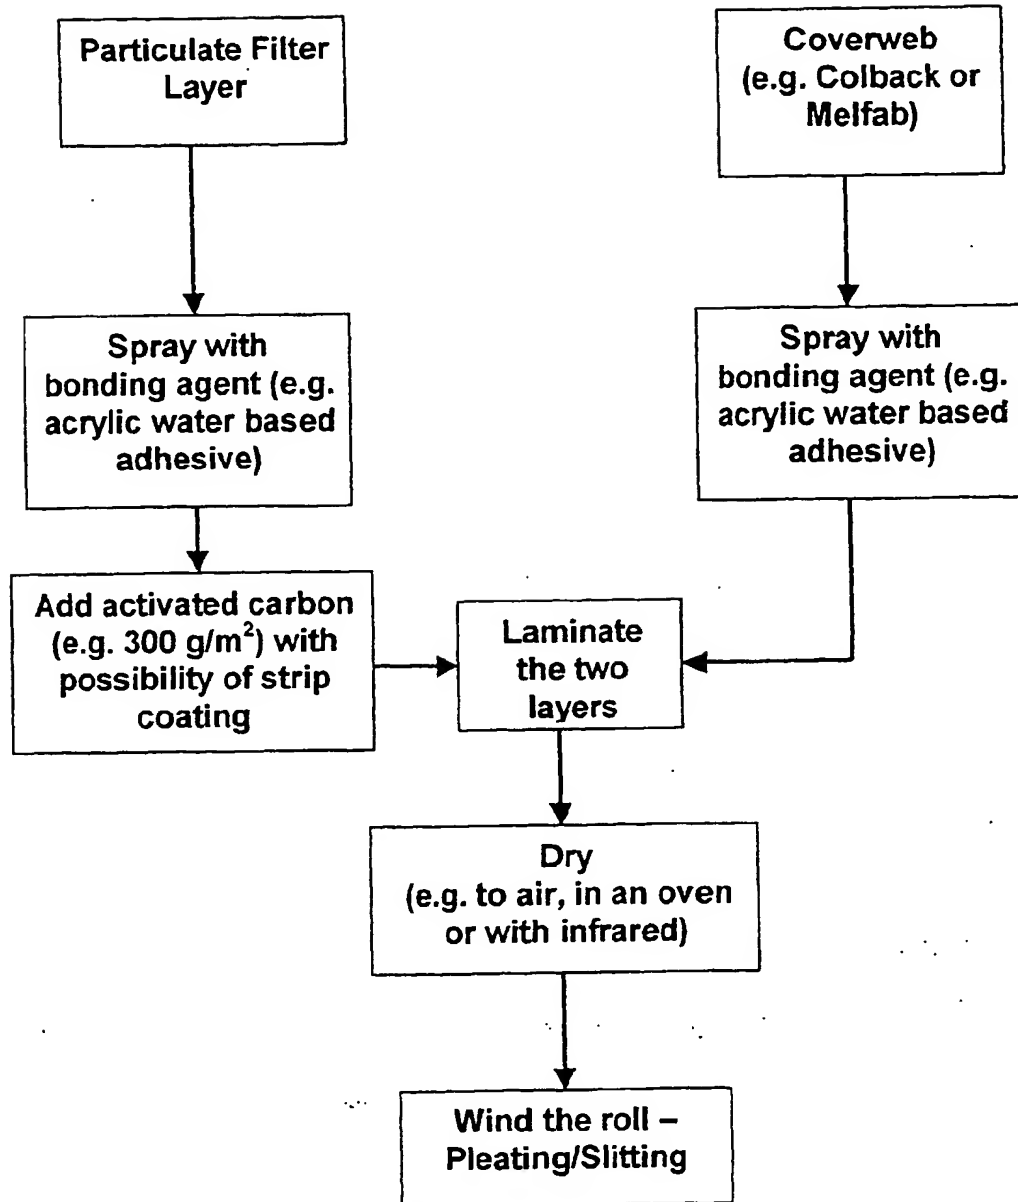 Particulate Filter
Layer
Coverweb
(e.g. Colback or
Melfab)
Spray with
bonding agent (e.g.
acrylic water based
adhesive)
Spray with
bonding agent (e.g.
acrylic water based
adhesive)
Add activated carbon
(e.g. 300 g/m²) with
possibility of strip
coating
Laminate
the two
layers
Dry
(e.g. to air, in an oven
or with infrared)
Wind the roll –
Pleating/Slitting